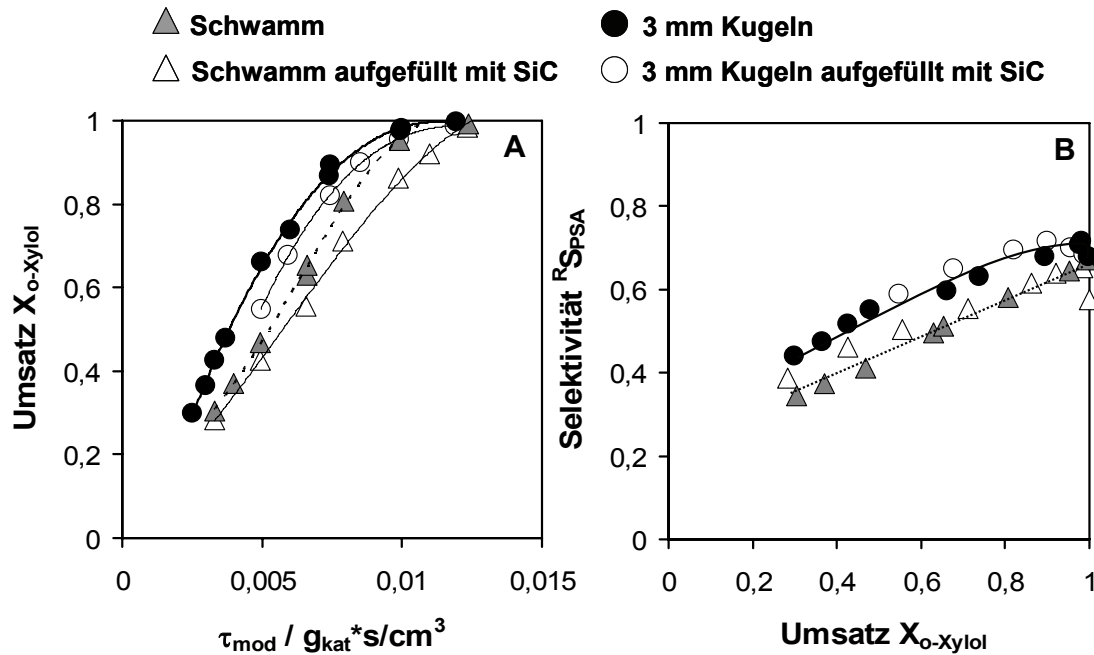 Schwamm
3 mm Kugeln
Schwamm aufgefüllt mit SiC
3 mm Kugeln aufgefüllt mit SiC
A
Umsatz X o-Xylol
1
0,8
0,6
0,4
0,2
0
0
0,005
0,01
0,015
τmod / gkat*s/cm³
B
Selektivität ᴿSPSA
1
0,8
0,6
0,4
0,2
0
0
0,2
0,4
0,6
0,8
1
Umsatz Xo-Xylol